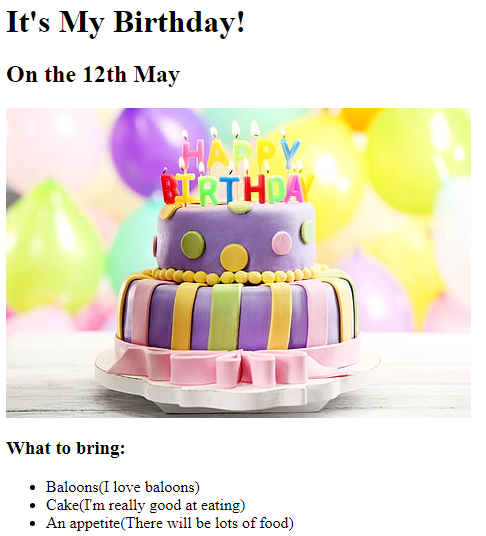 It's My Birthday!
On the 12th May
HAPPY
BIRTHDAY
What to bring:
Baloons(I love baloons)
Cake(I'm really good at eating)
An appetite(There will be lots of food)